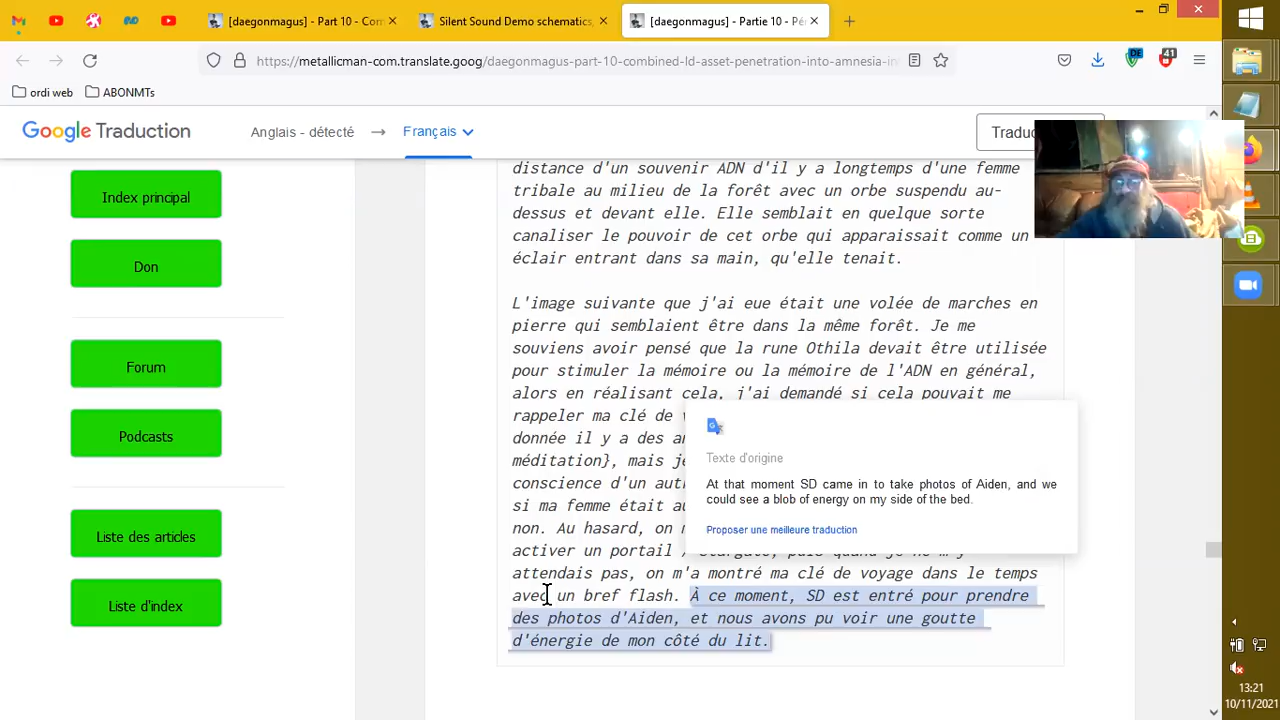 [daegonmagus] - Part 10 - Com
Silent Sound Demo schematics,
[daegonmagus] - Partie 10 - Pé
https://metallicman-com.translate.goog/daegonmagus-part-10-combined-ld-asset-penetration-into-amnesia-in
DE
41
ordi web
ABONMTs
Google Traduction
Anglais - détecté
Français
Traduc
Index principal
Don
Forum
Podcasts
Liste des articles
Liste d'index
distance d'un souvenir ADN d'il y a longtemps d'une femme
tribale au milieu de la forêt avec un orbe suspendu au-
dessus et devant elle. Elle semblait en quelque sorte
canaliser le pouvoir de cet orbe qui apparaissait comme un
éclair entrant dans sa main, qu'elle tenait.
L'image suivante que j'ai eue était une volée de marches en
pierre qui semblaient être dans la même forêt. Je me
souviens avoir pensé que la rune Othila devait être utilisée
pour stimuler la mémoire ou la mémoire de l'ADN en général,
alors en réalisant cela, j'ai demandé si cela pouvait me
rappeler ma clé de v
donnée il y a des an
méditation}, mais je
conscience d'un aut
si ma femme était au
non. Au hasard, on m
activer un portail / stargate, puis quand je ne m'y
attendais pas, on m'a montré ma clé de voyage dans le temps
avec un bref flash. À ce moment, SD est entré pour prendre
des photos d'Aiden, et nous avons pu voir une goutte
d'énergie de mon côté du lit.
Texte d'origine
At that moment SD came in to take photos of Aiden, and we
could see a blob of energy on my side of the bed.
Proposer une meilleure traduction
13:21
10/11/2021